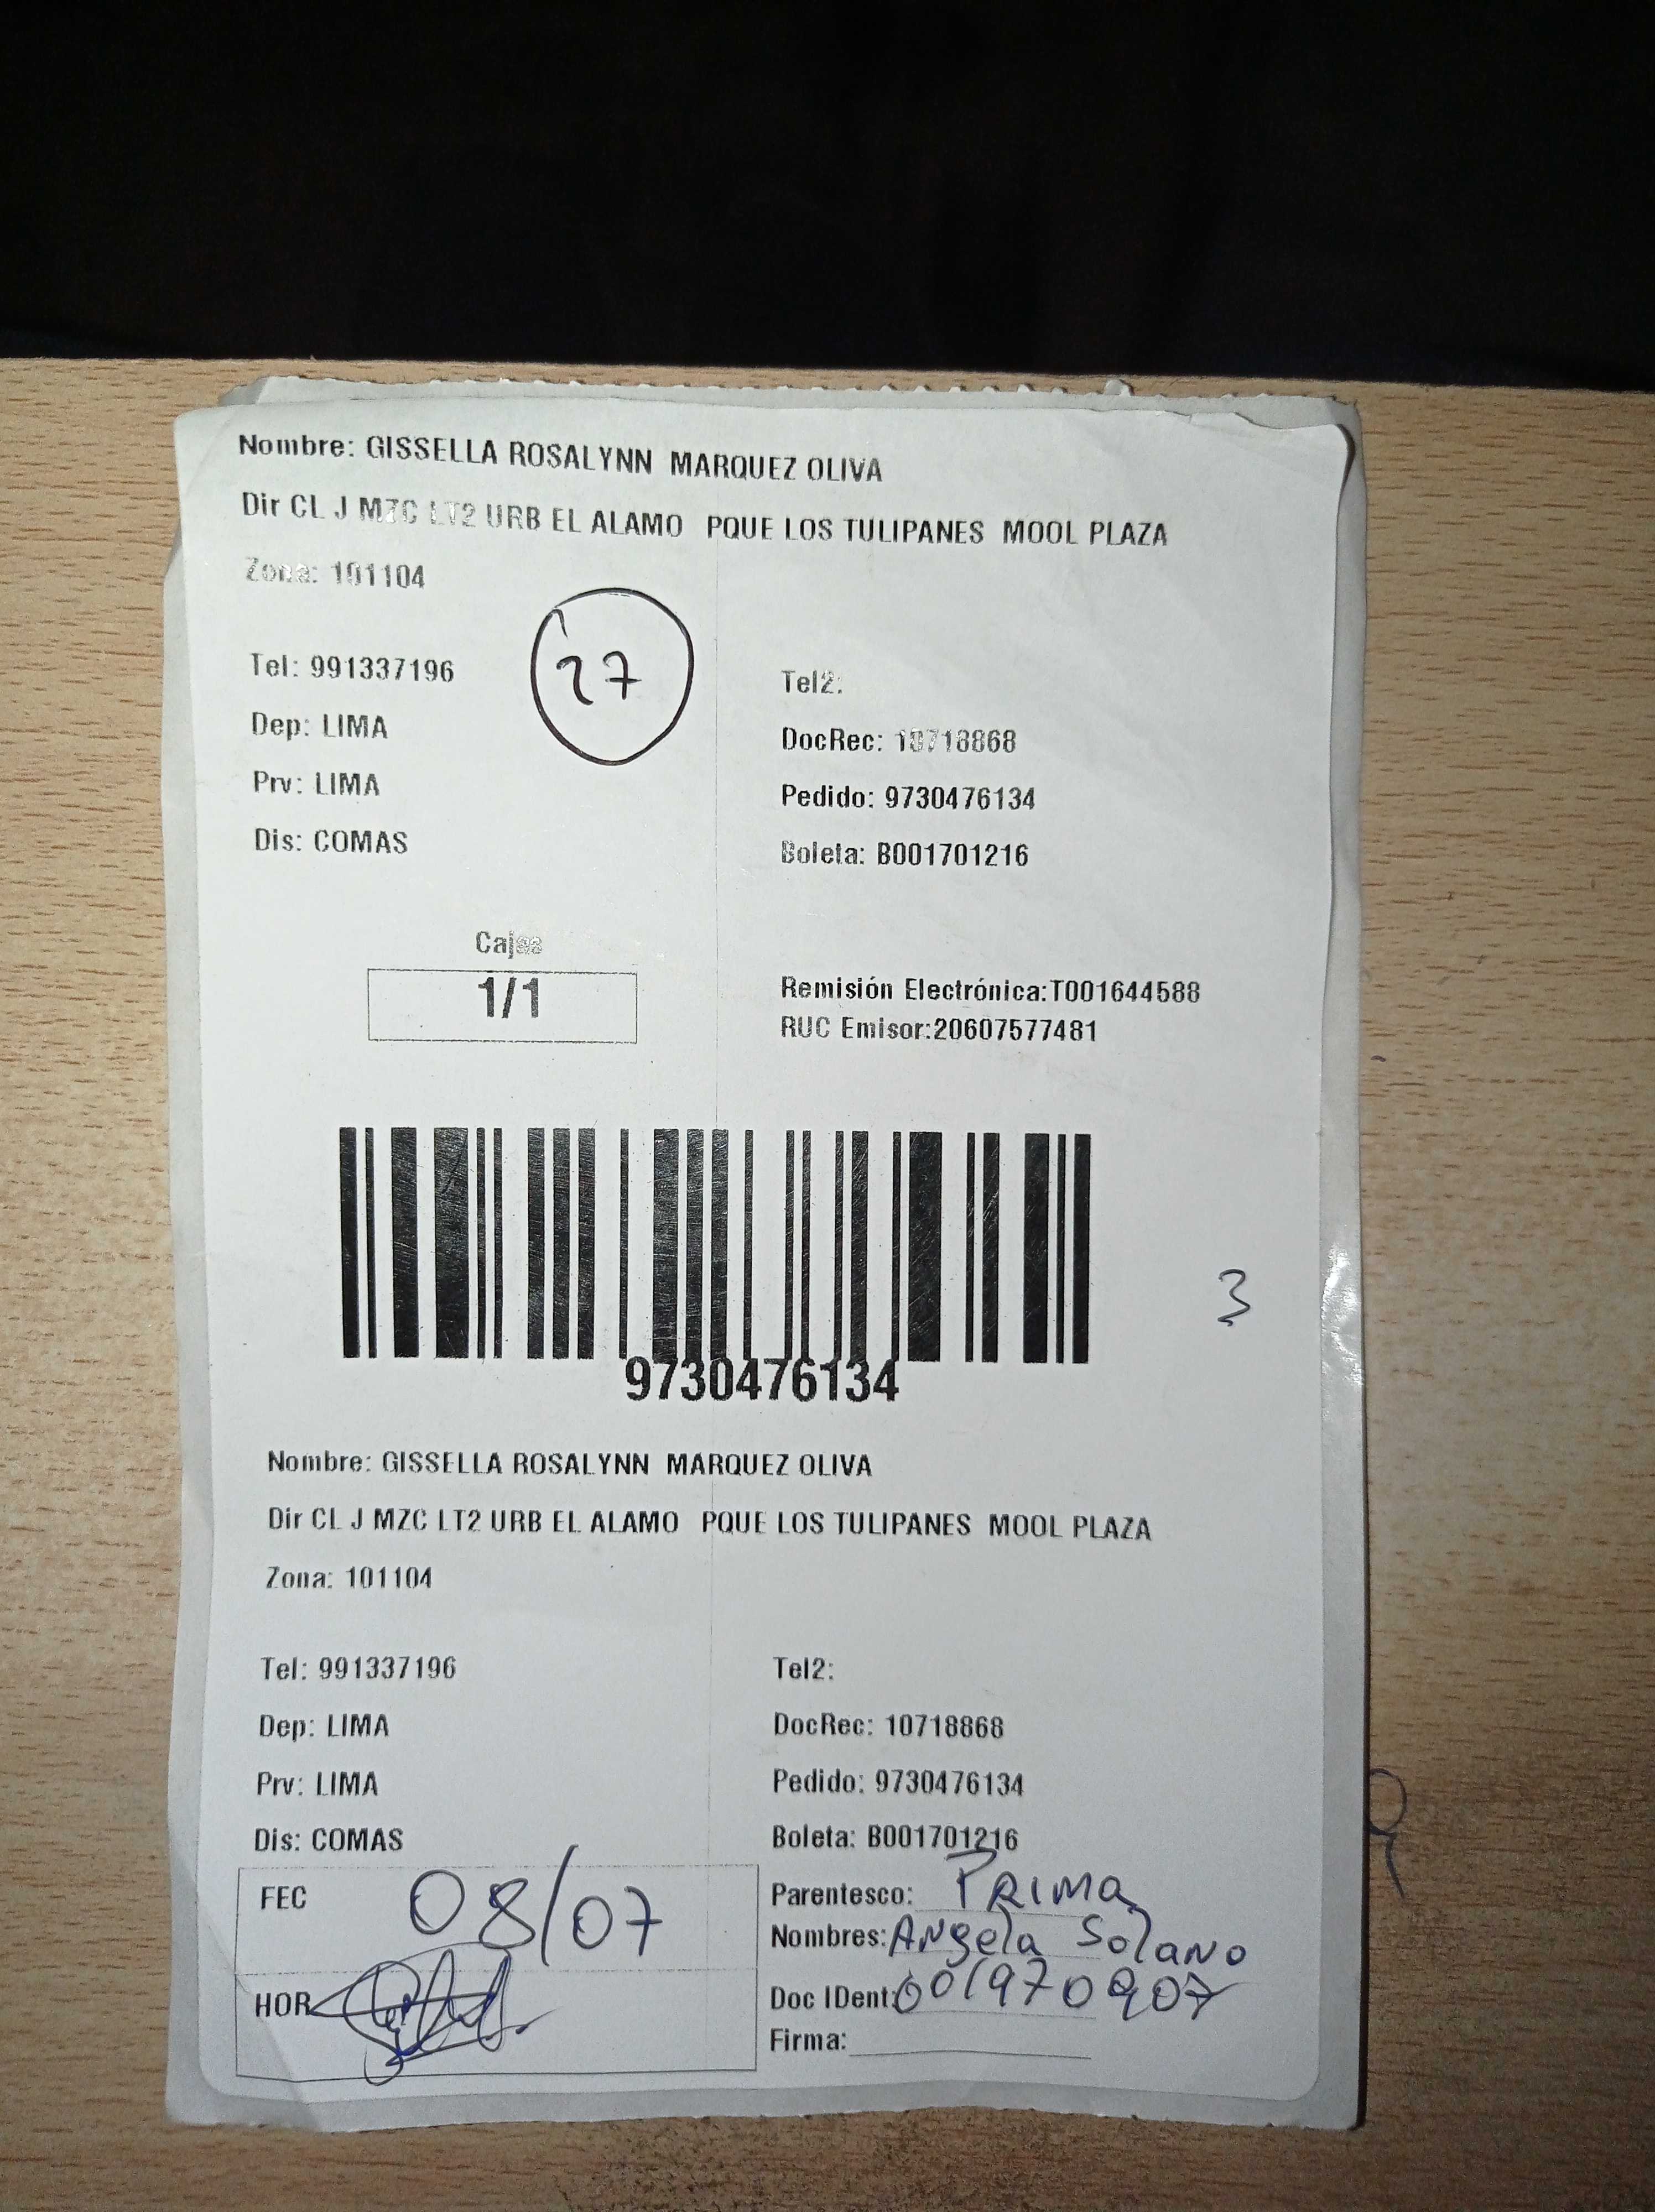 Nombre: GISSELLA ROSALYNN MARQUEZ OLIVA
Dir CL J MZC LT2 URB EL ALAMO PQUE LOS TULIPANES MOOL PLAZA
Zona: 101104
27
Tel: 991337196
Tel2:
Dep: LIMA
DocRec: 10718868
Prv: LIMA
Pedido: 9730476134
Dis: COMAS
Boleta: B001701216
Cajas
1/1
Remisión Electrónica:T001644588
RUC Emisor:20607577481
3
9730476134
Nombre: GISSELLA ROSALYNN MARQUEZ OLIVA
Dir CL J MZC LT2 URB EL ALAMO PQUE LOS TULIPANES MOOL PLAZA
Zona: 101104
Tel: 991337196
Tel2:
Dep: LIMA
DocRec: 10718868
Prv: LIMA
Pedido: 9730476134
Dis: COMAS
Boleta: B001701216
FEC 08/07
Parentesco: PRIMA
Nombres: Angela Solano
HOR
Doc IDent: 001970907
Firma: